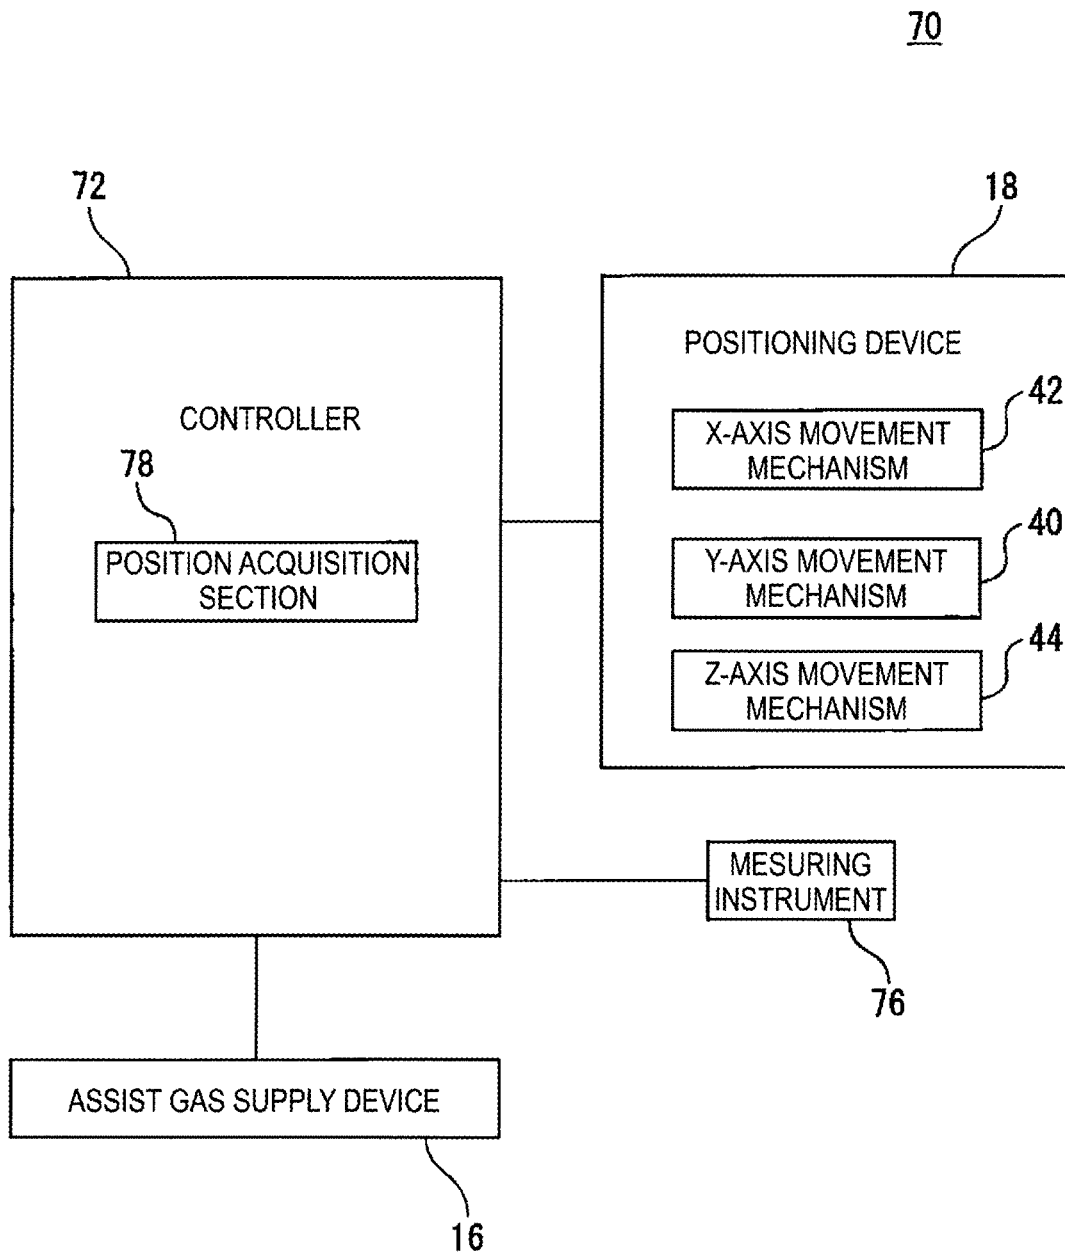 70
72
18
POSITIONING DEVICE
CONTROLLER
42
X-AXIS MOVEMENT
MECHANISM
78
POSITION ACQUISITION
SECTION
40
Y-AXIS MOVEMENT
MECHANISM
44
Z-AXIS MOVEMENT
MECHANISM
MESURING
INSTRUMENT
76
ASSIST GAS SUPPLY DEVICE
16